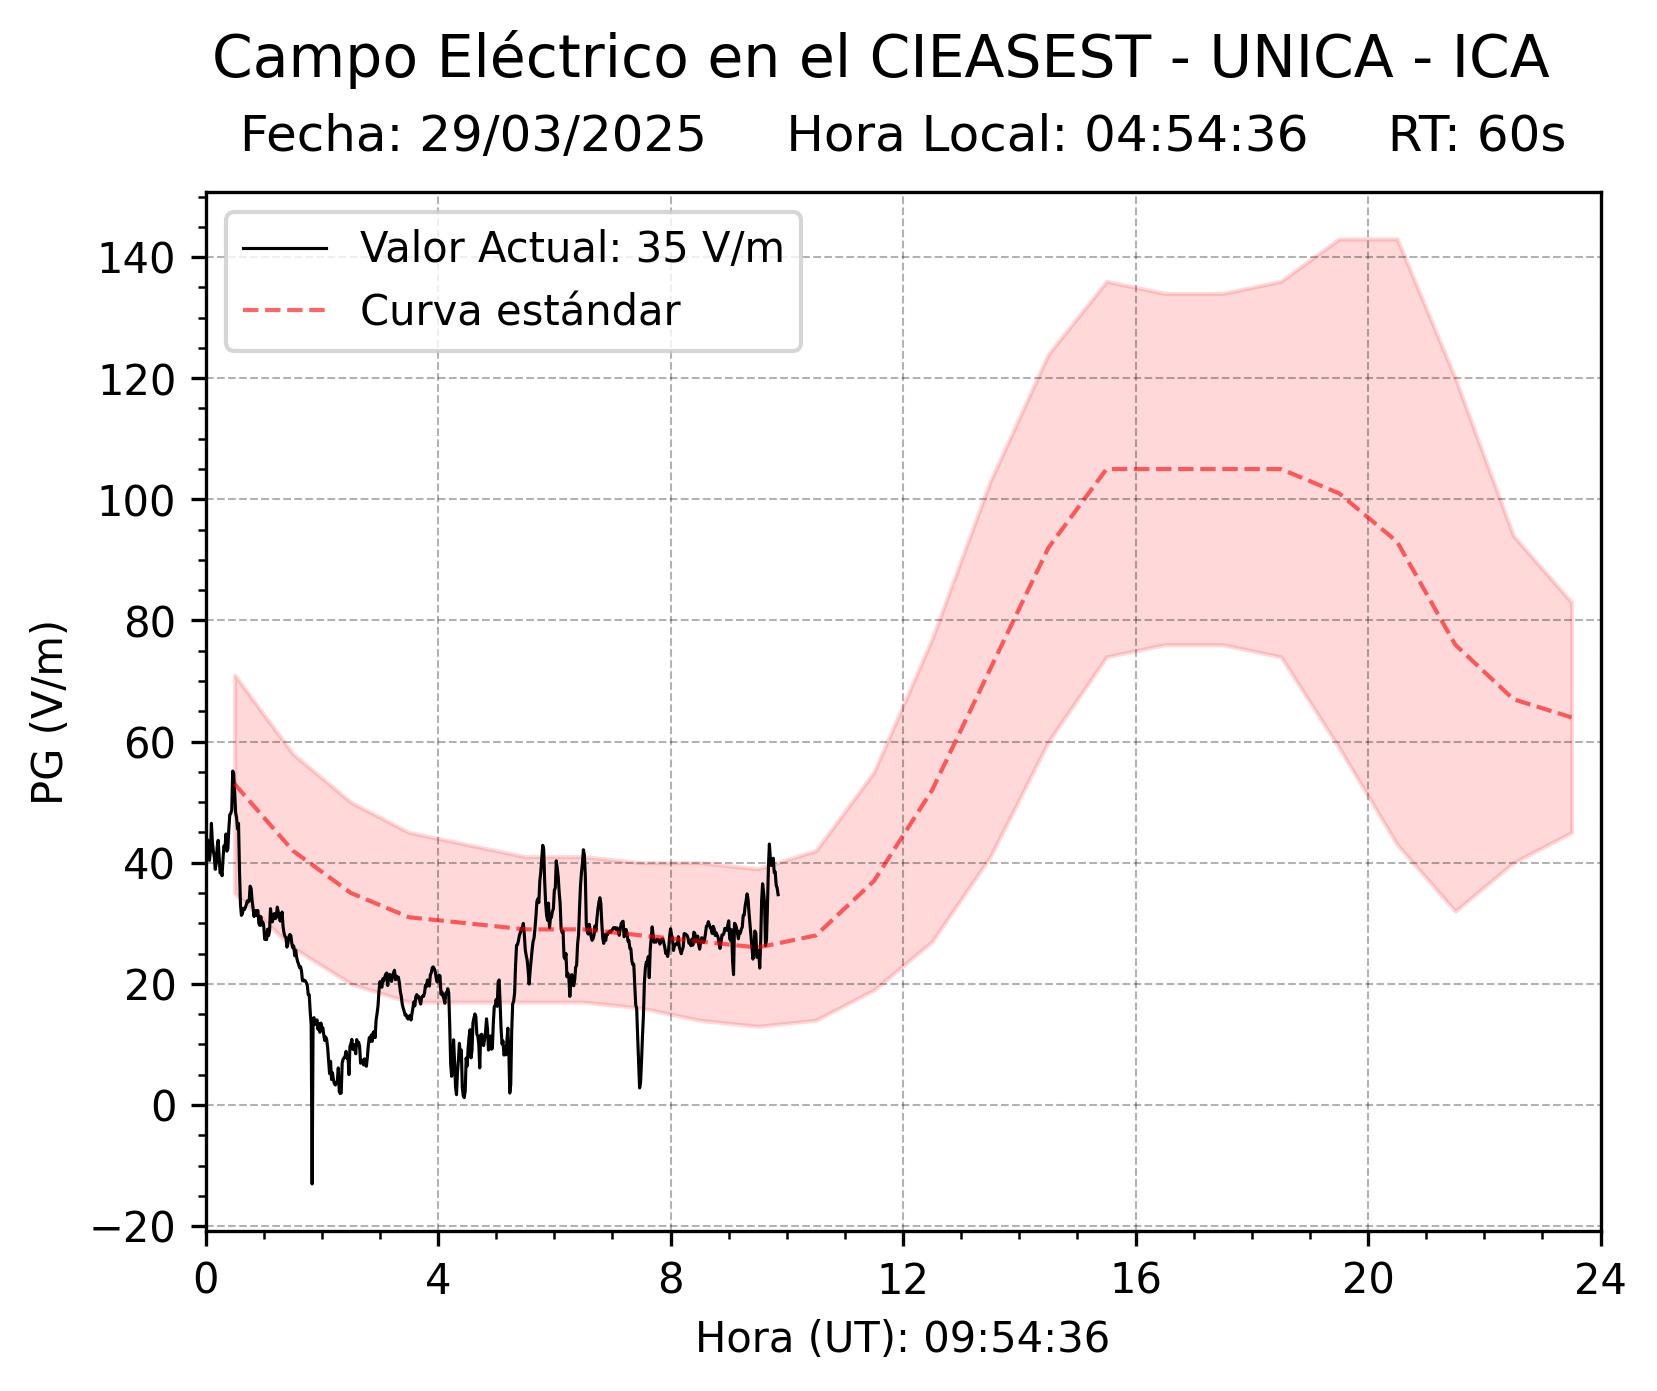 Campo Eléctrico en el CIEASEST - UNICA - ICA
Fecha: 29/03/2025 Hora Local: 04:54:36 RT: 60s
Valor Actual: 35 V/m
Curva estándar
140
120
100
80
60
40
20
0
−20
PG (V/m)
0 4 8 12 16 20 24
Hora (UT): 09:54:36